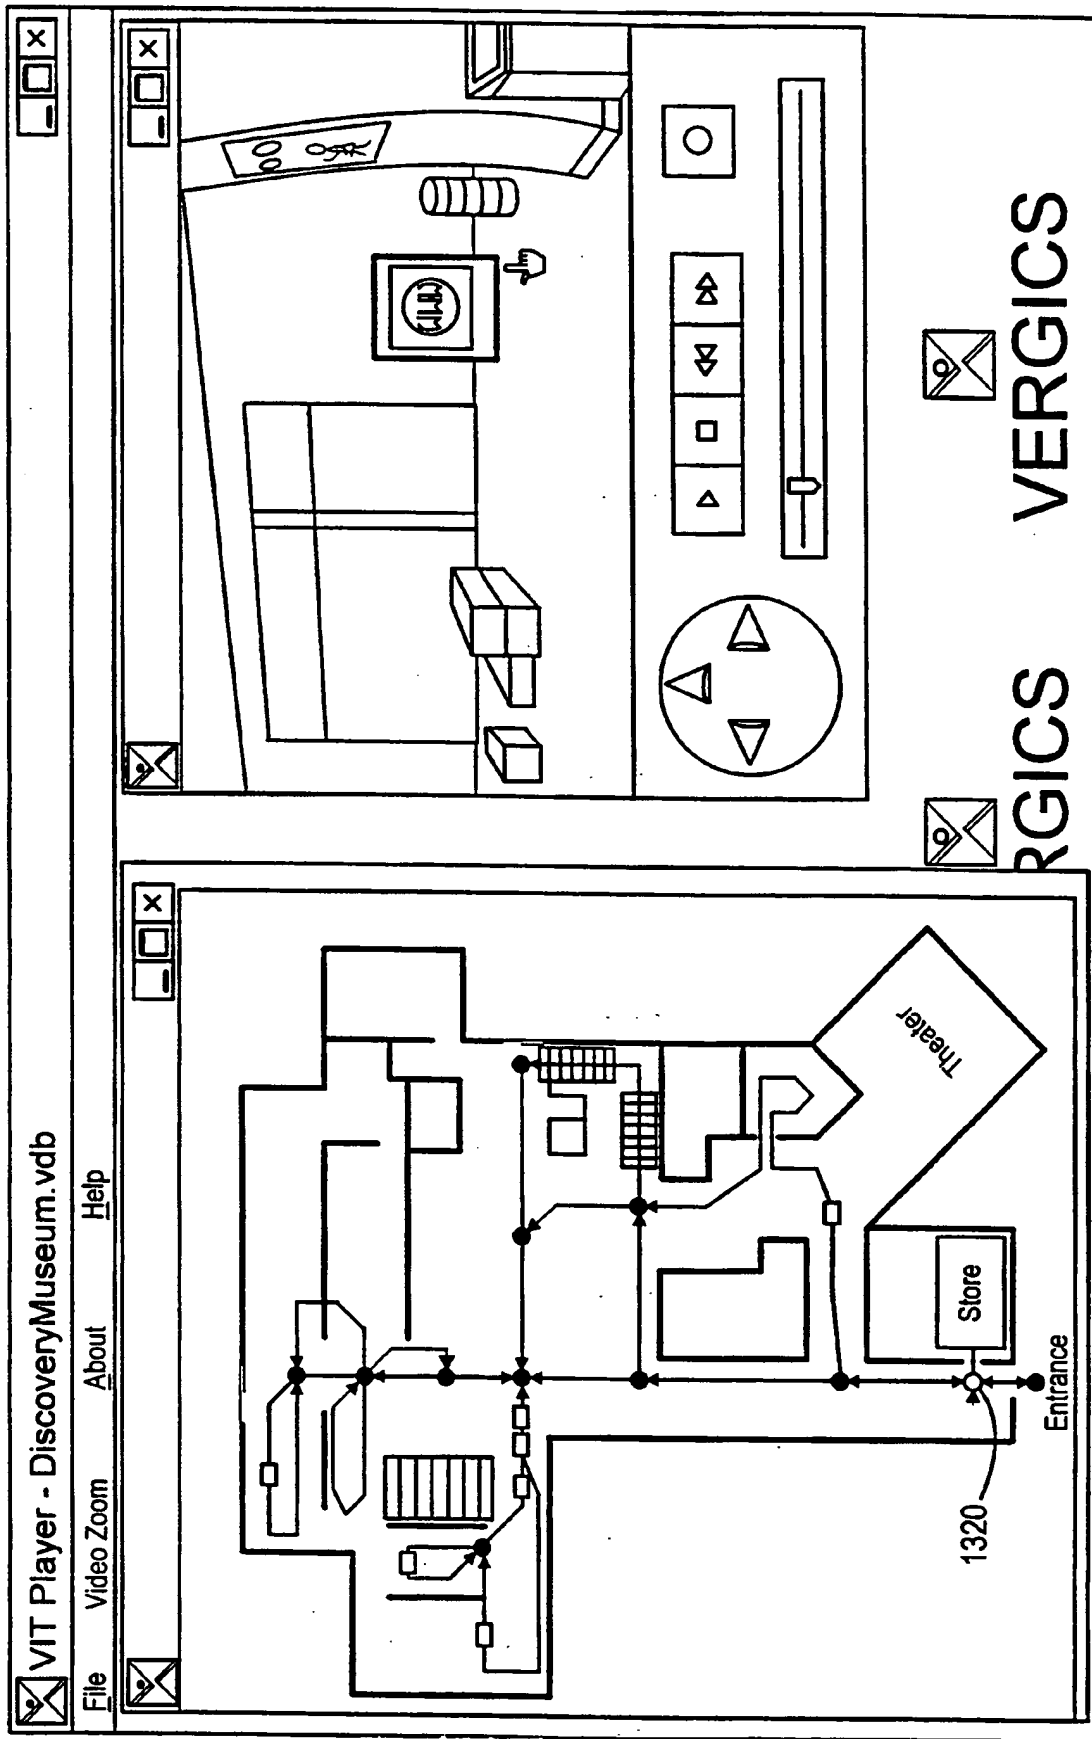 VIT Player - DiscoveryMuseum.vdb
File Video Zoom About Help
Theater
Store
Entrance
1320
RGICS VERGICS